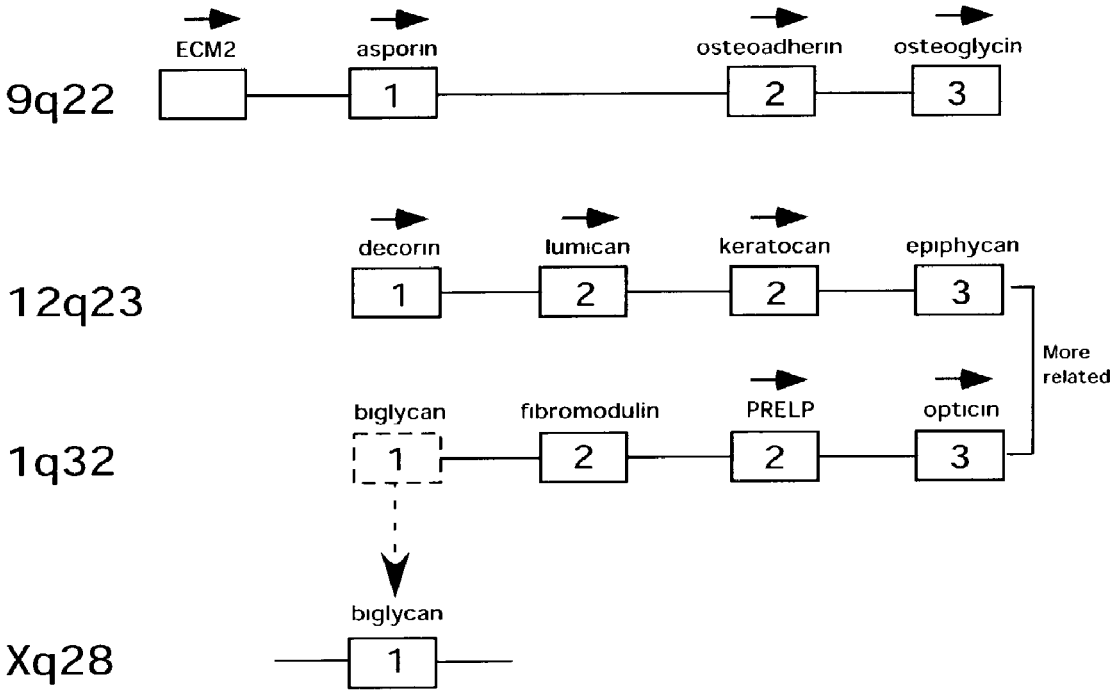 ECM2 asporin osteoadherin osteoglycin
9q22 1 2 3
decorin lumican keratocan epiphycan
12q23 1 2 2 3
More
related
biglycan fibromodulin PRELP opticin
1q32 1 2 2 3
biglycan
Xq28 1